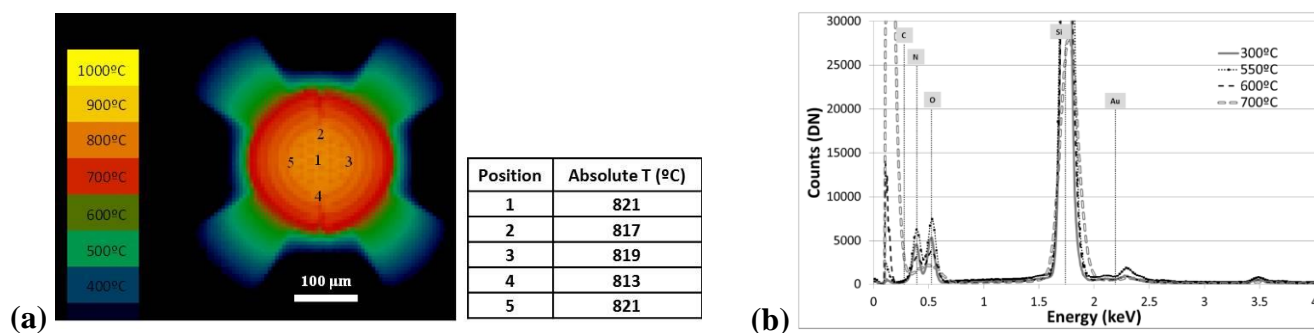 1000ºC
900ºC
800ºC
700ºC
600ºC
500ºC
400ºC
2
5 1 3
4
100 µm
Position Absolute T (ºC)
1 821
2 817
3 819
4 813
5 821
(a)
30000
25000
20000
15000
10000
5000
0
Counts (DN)
C
N
O
Si
Au
300ºC
550ºC
600ºC
700ºC
0 0.5 1 1.5 2 2.5 3 3.5 4
Energy (keV)
(b)